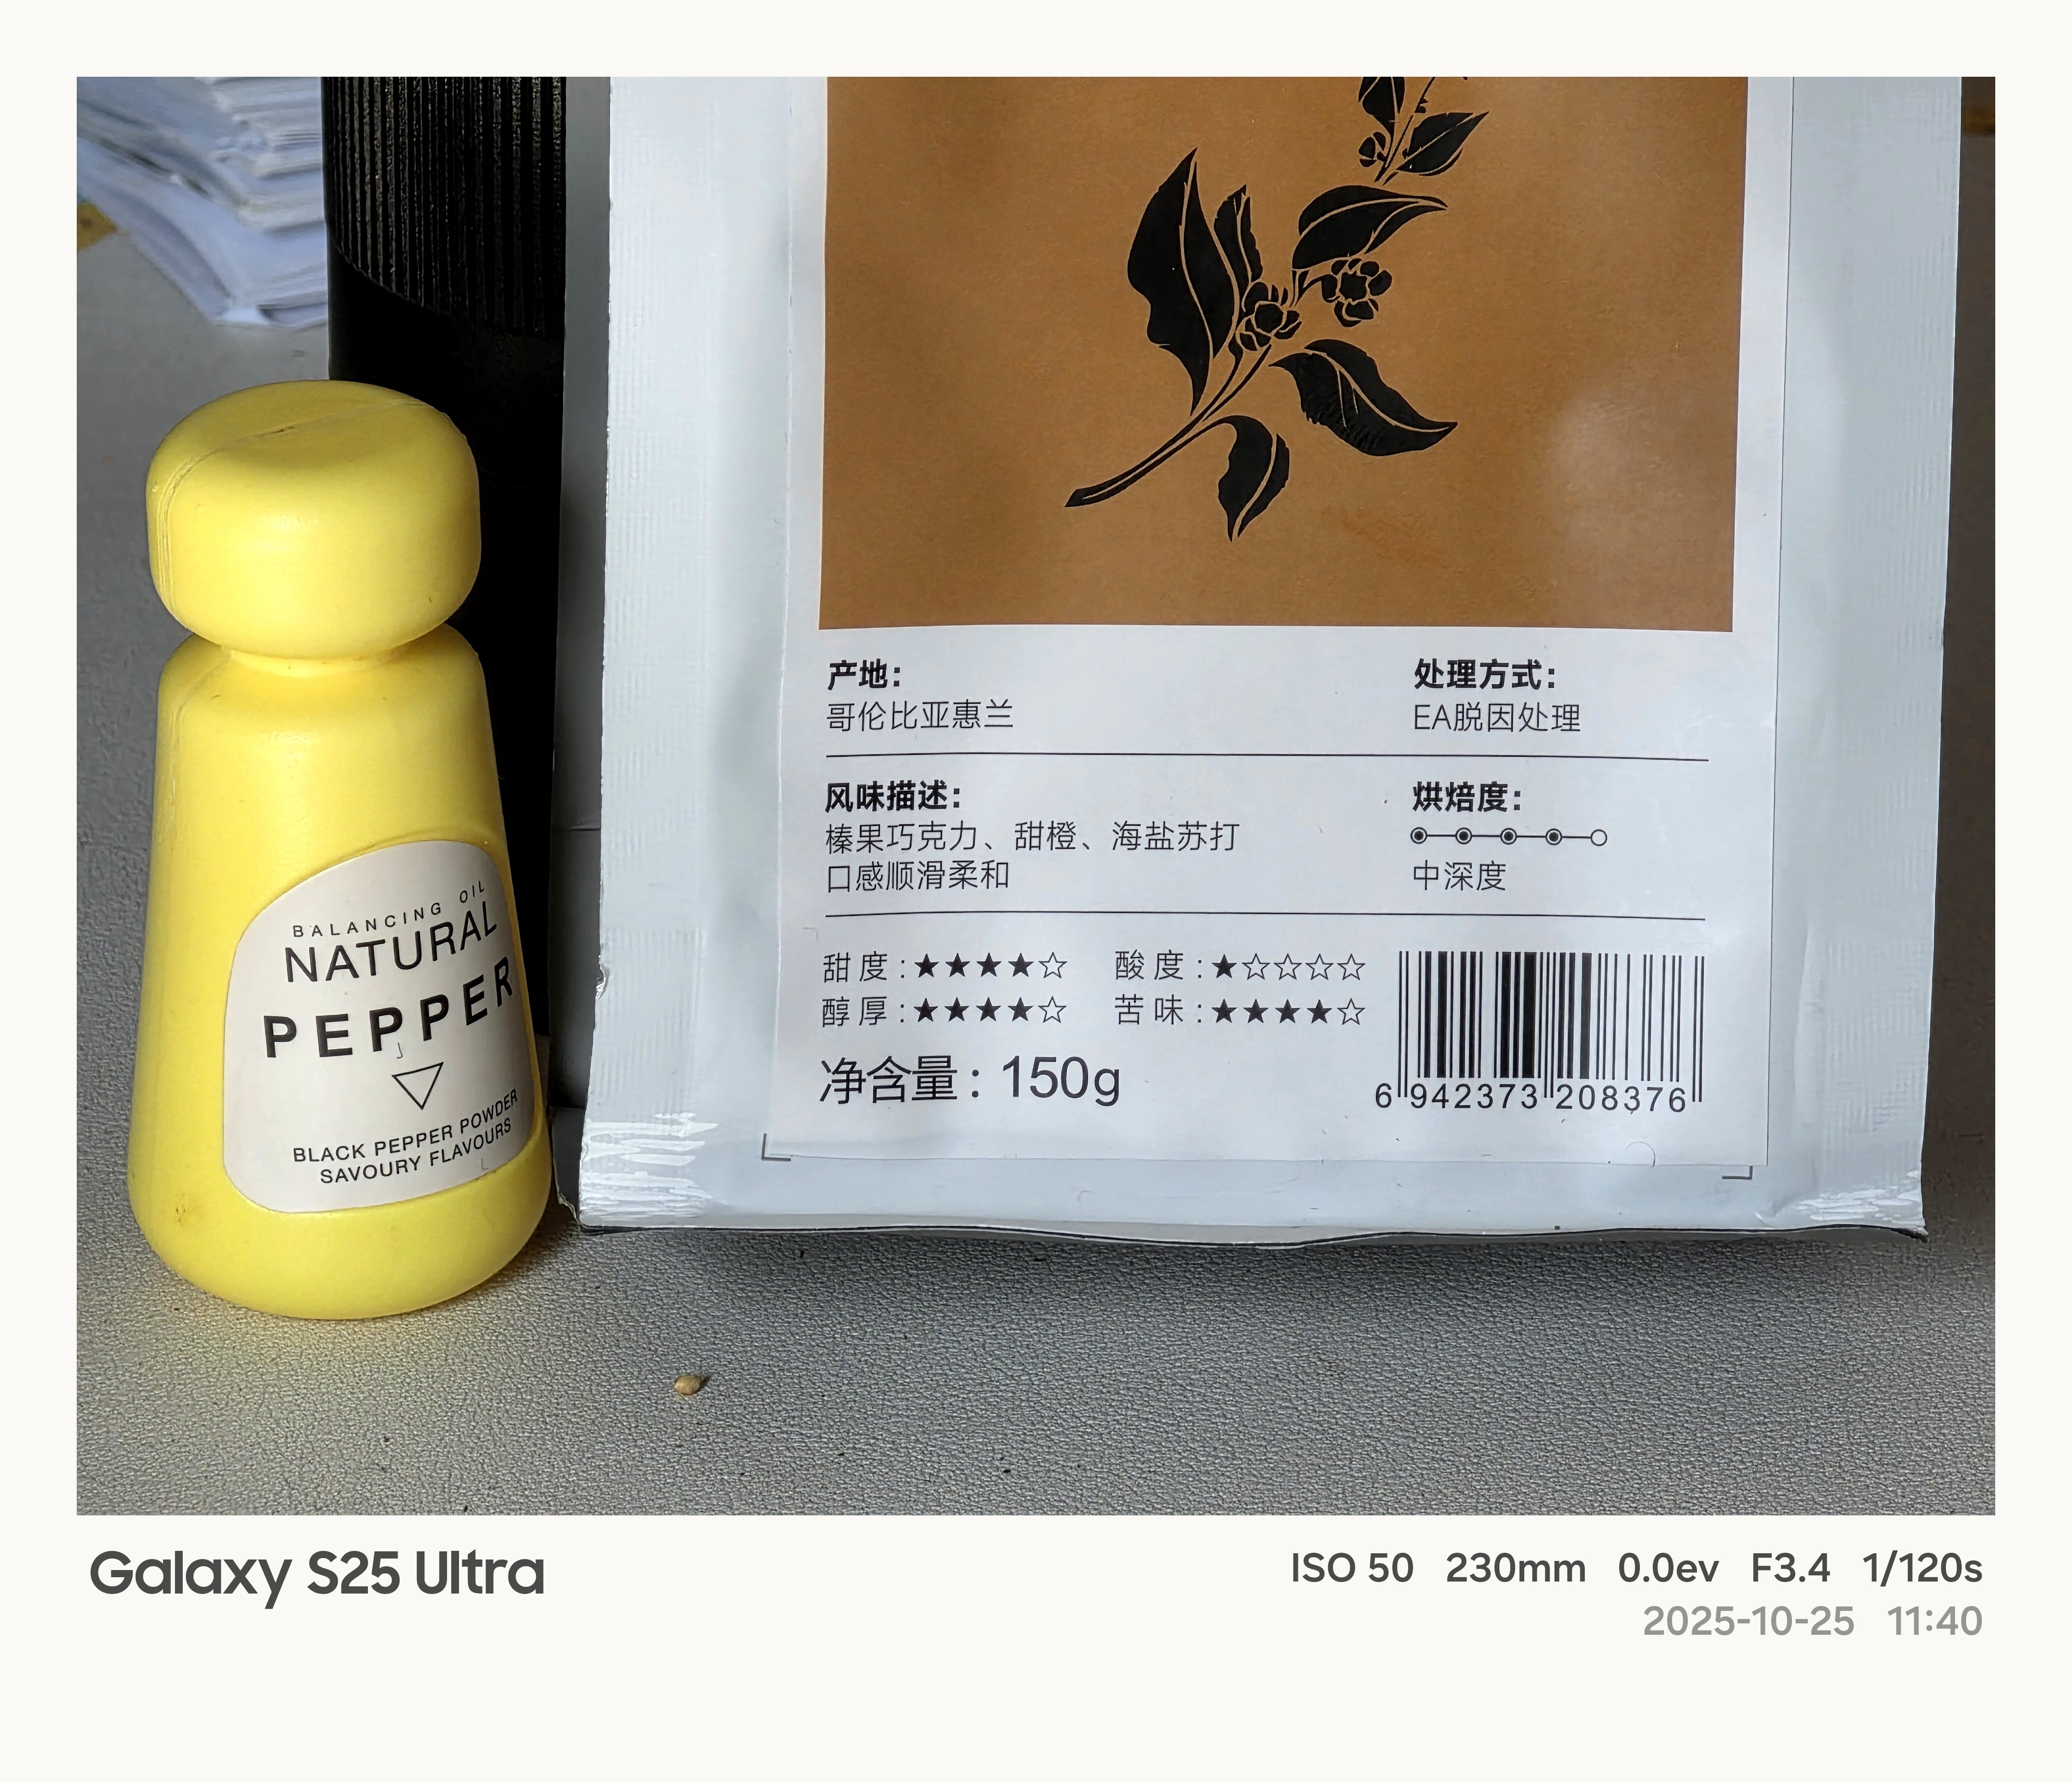 BALANCING OIL
NATURAL
PEPPER
BLACK PEPPER POWDER
SAVOURY FLAVOURS
产地：
哥伦比亚惠兰
处理方式：
EA脱因处理
风味描述：
榛果巧克力、甜橙、海盐苏打
口感顺滑柔和
烘焙度：
中深度
甜度：★★★★☆
酸度：★☆☆☆☆
醇厚：★★★★☆
苦味：★★★★☆
净含量：150g
6 942373 208376
Galaxy S25 Ultra
ISO 50 230mm 0.0ev F3.4 1/120s
2025-10-25 11:40